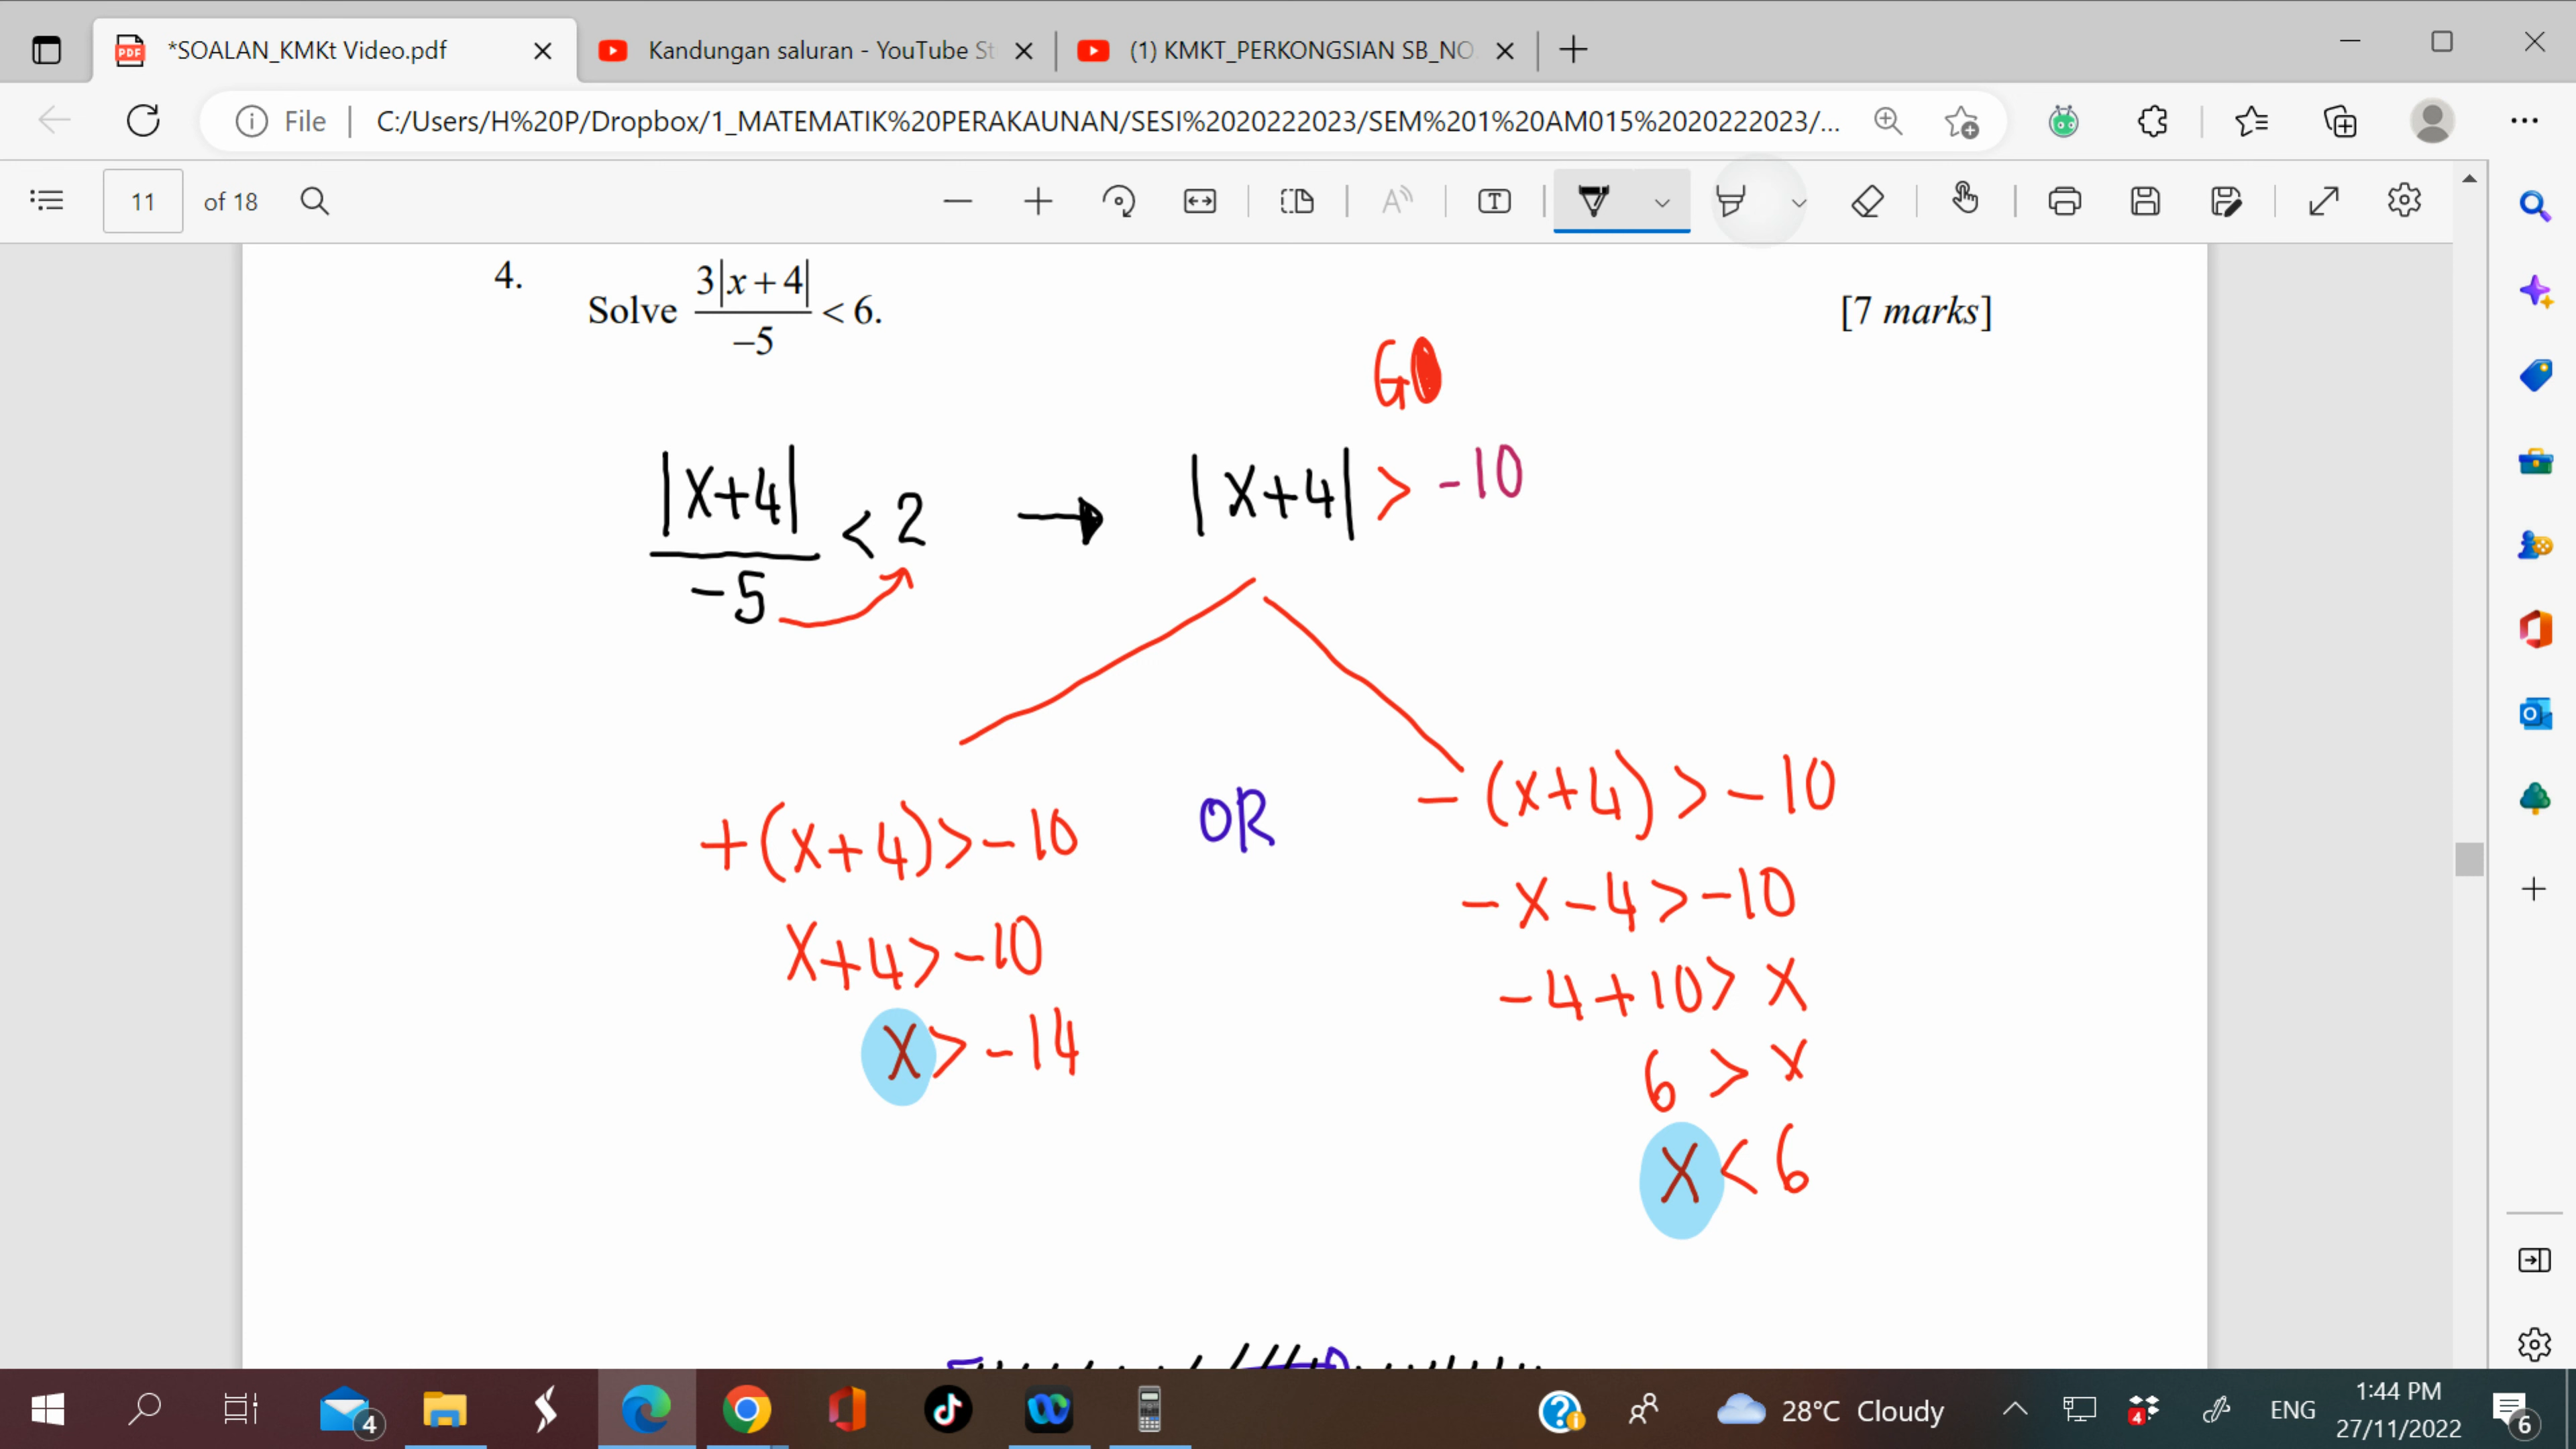 *SOALAN_KMKt Video.pdf
Kandungan saluran - YouTube St
(1) KMKT_PERKONGSIAN SB_NO
File
C:/Users/H%20P/Dropbox/1_MATEMATIK%20PERAKAUNAN/SESI%2020222023/SEM%201%20AM015%2020222023/...
11 of 18
4.
Solve 3|x+4| / -5 < 6.
[7 marks]
G
|x+4| / -5 < 2 → |x+4| > -10
+(x+4) > -10 OR -(x+4) > -10
x+4 > -10
x > -14
-x-4 > -10
-4+10 > x
6 > x
x < 6
4
28°C Cloudy
4
ENG
1:44 PM
27/11/2022
6